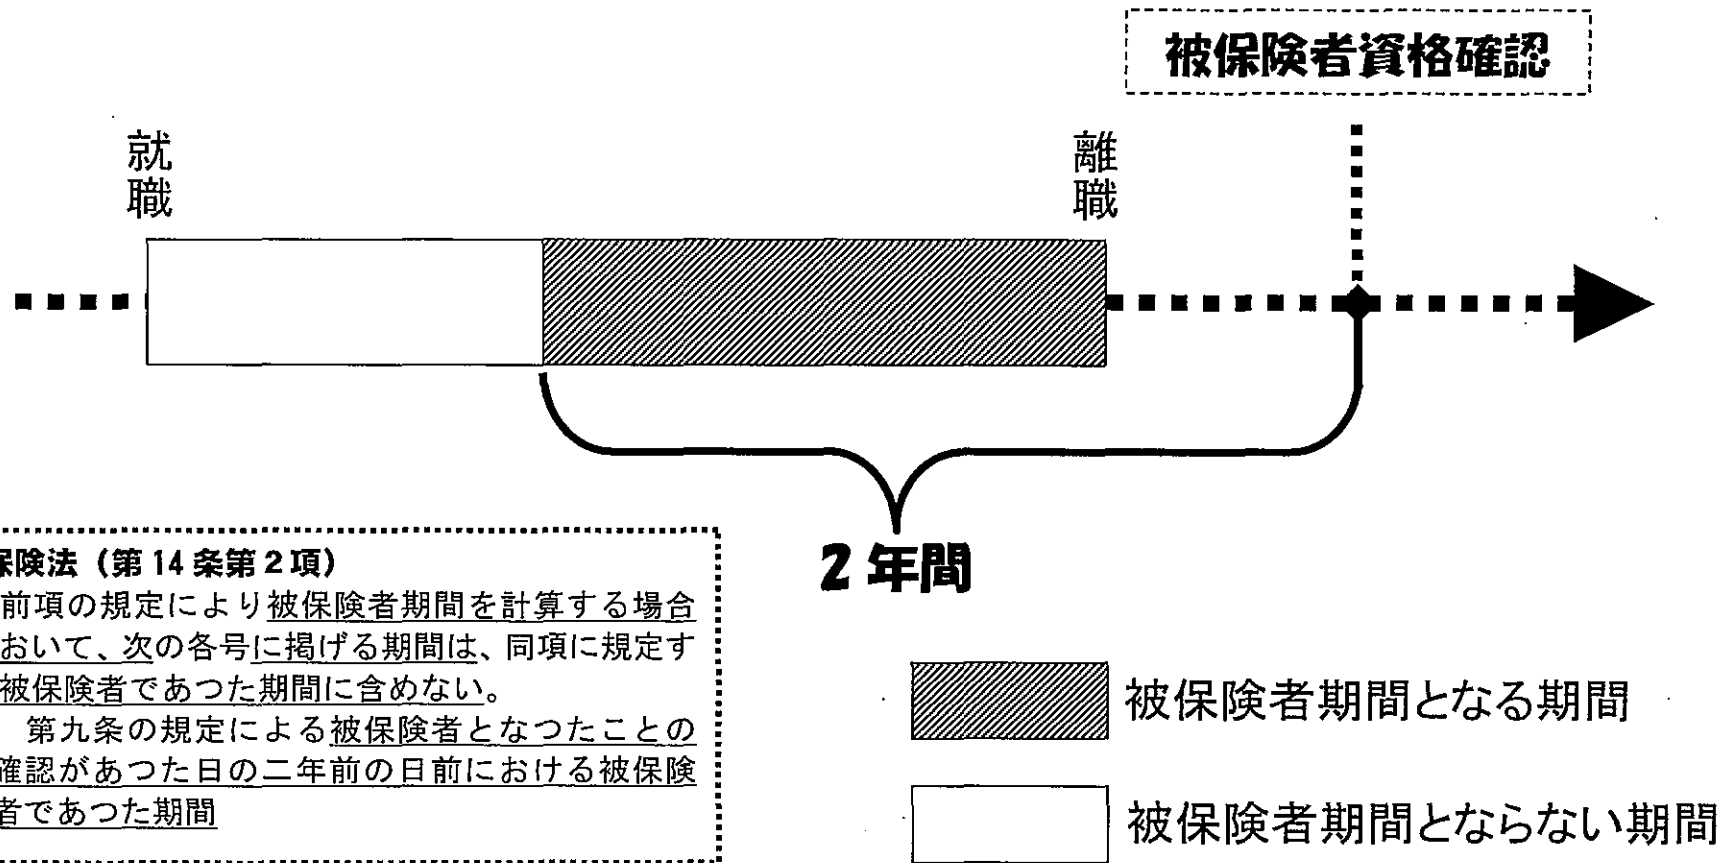 被保険者資格確認
就職
離職
2年間
保険法（第14条第2項）
前項の規定により被保険者期間を計算する場合
おいて、次の各号に掲げる期間は、同項に規定す
被保険者であつた期間に含めない。
第九条の規定による被保険者となつたことの
確認があつた日の二年前の日前における被保険
者であつた期間
被保険者期間となる期間
被保険者期間とならない期間